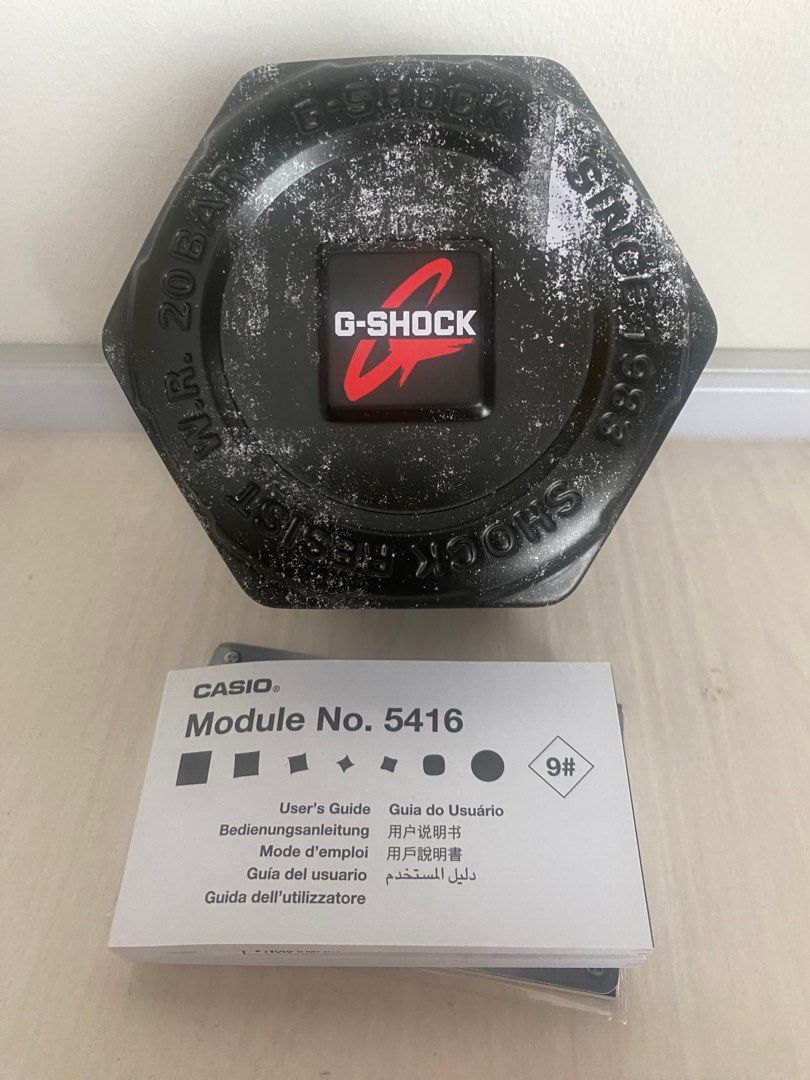 G-SHOCK
SINCE 1983
SHOCK RESIST
W.R. 20BAR
G-SHOCK
CASIO®
Module No. 5416
9#
User's Guide Guia do Usuário
Bedienungsanleitung 用户说明书
Mode d'emploi 用戶說明書
Guía del usuario دليل المستخدم
Guida dell'utilizzatore